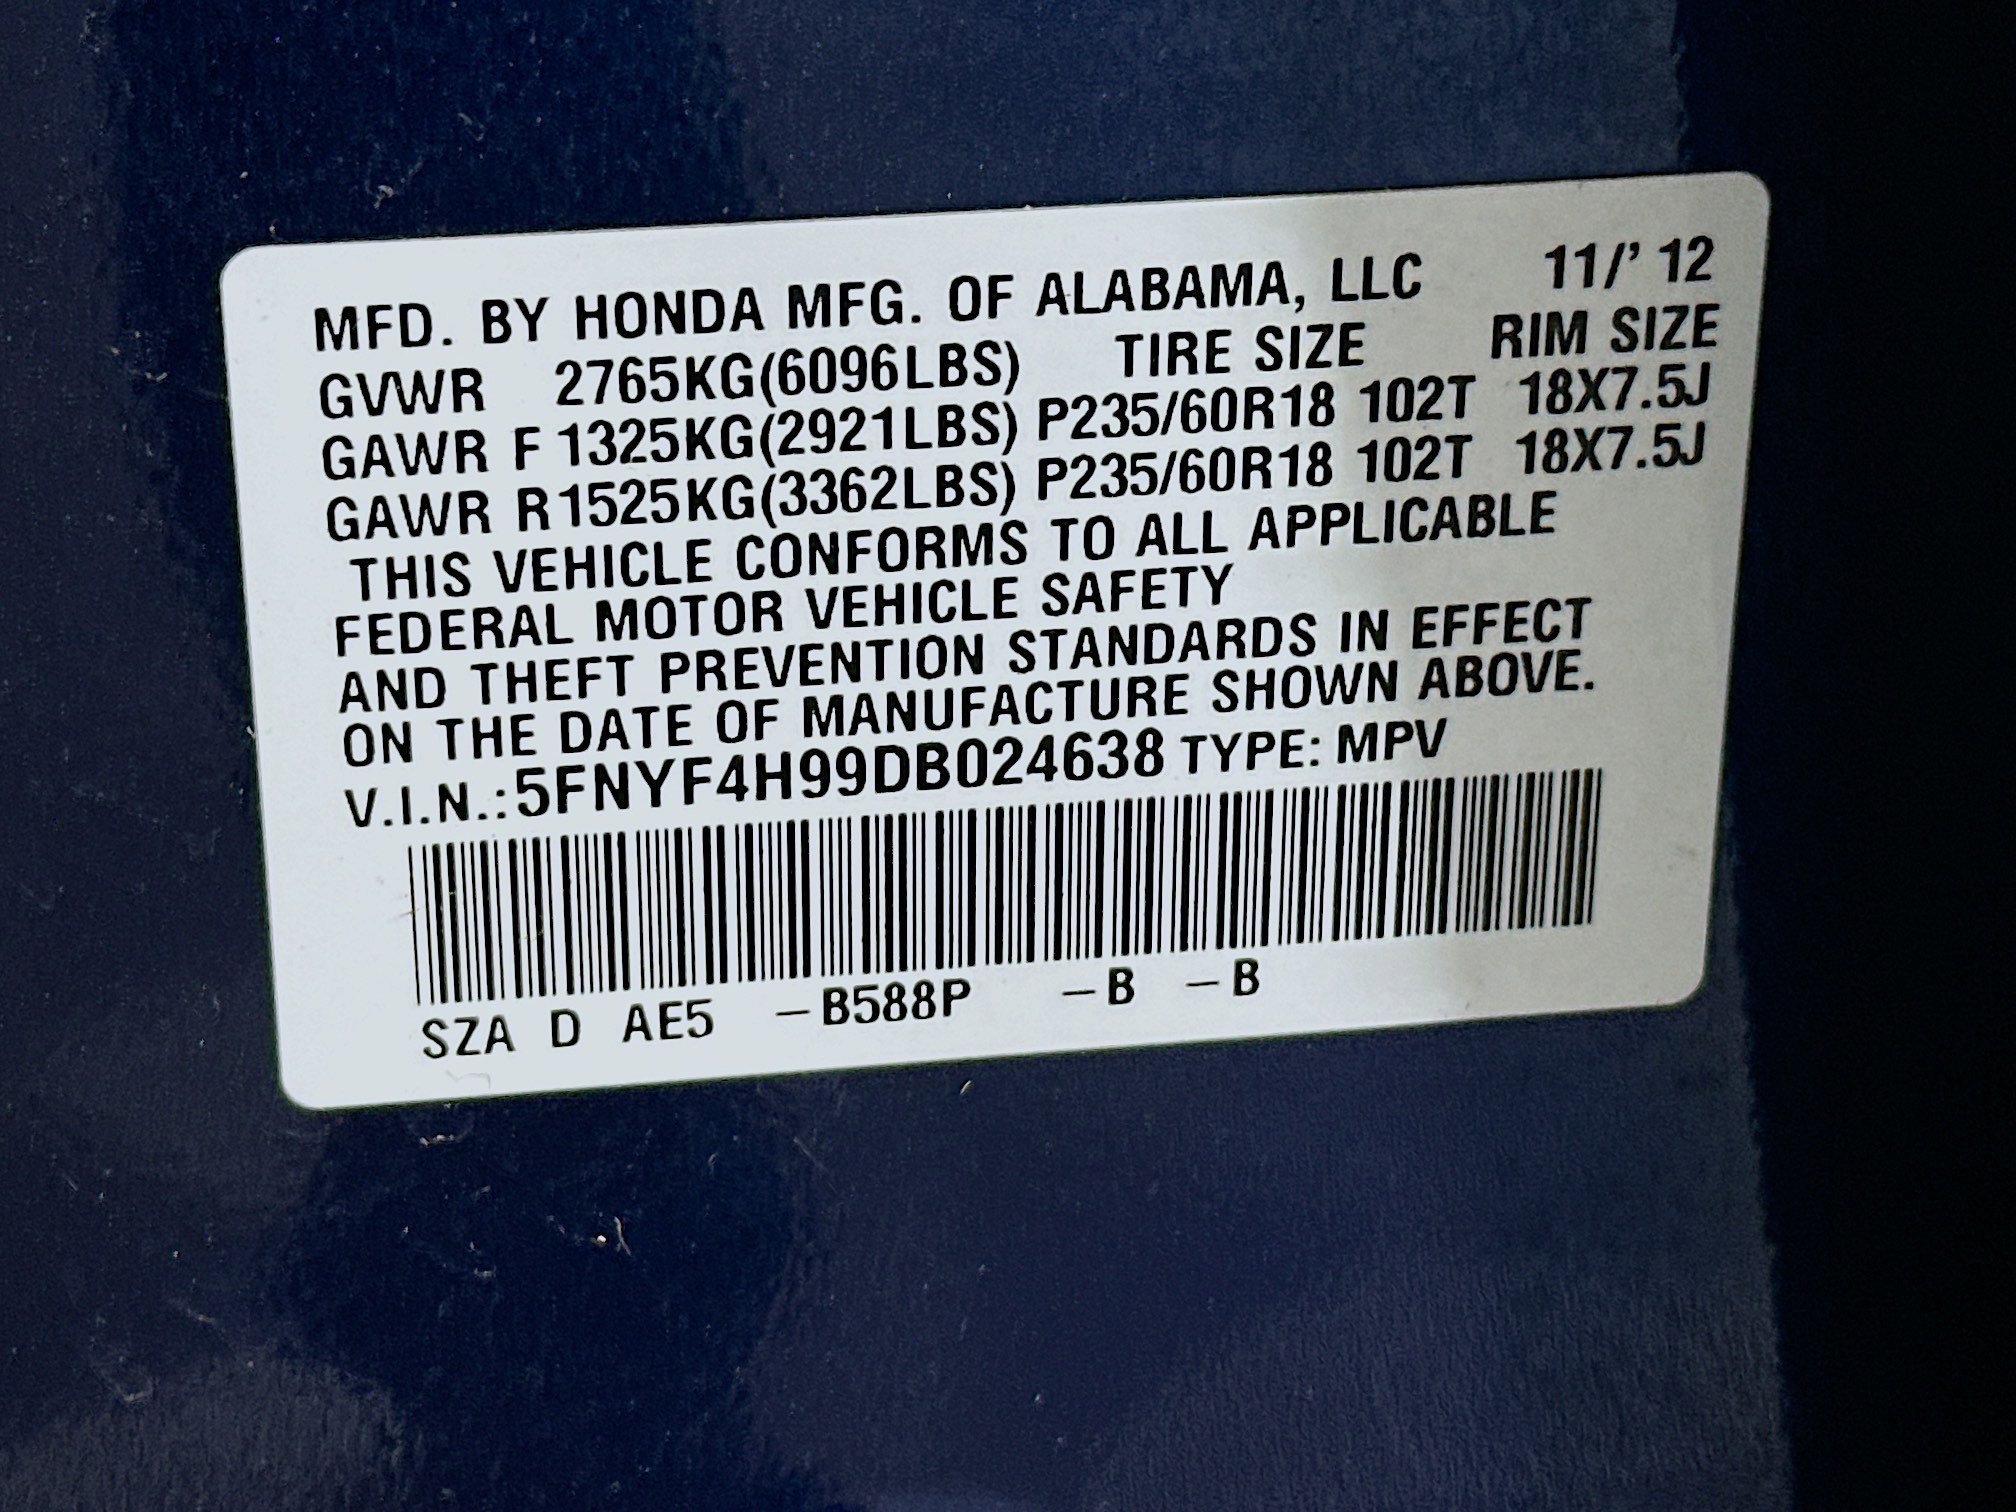 MFD. BY HONDA MFG. OF ALABAMA, LLC 11/' 12
GVWR 2765KG(6096LBS) TIRE SIZE RIM SIZE
GAWR F 1325KG(2921LBS) P235/60R18 102T 18X7.5J
GAWR R 1525KG(3362LBS) P235/60R18 102T 18X7.5J
THIS VEHICLE CONFORMS TO ALL APPLICABLE
FEDERAL MOTOR VEHICLE SAFETY
AND THEFT PREVENTION STANDARDS IN EFFECT
ON THE DATE OF MANUFACTURE SHOWN ABOVE.
V.I.N.: 5FNYF4H99DB024638 TYPE: MPV
SZA D AE5 –B588P –B –B